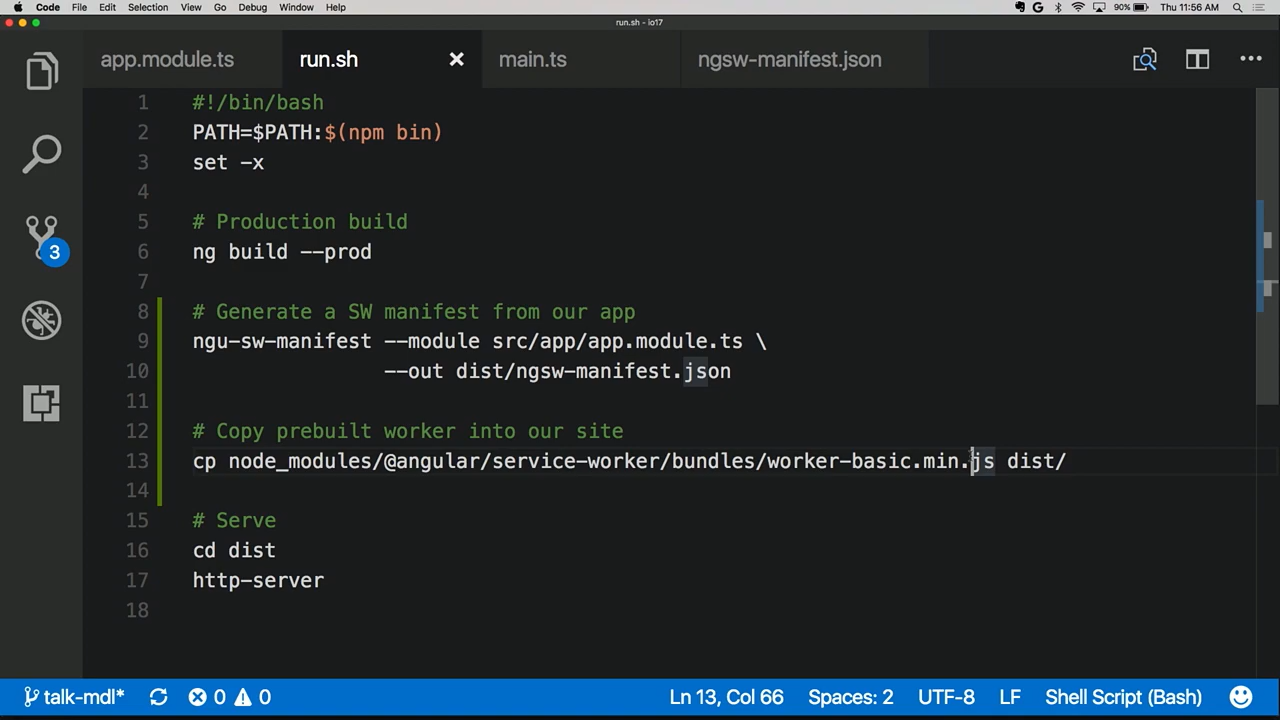 Code File Edit Selection View Go Debug Window Help 90% Thu 11:56 AM
run.sh - io17
app.module.ts run.sh main.ts ngsw-manifest.json
1 #!/bin/bash
2 PATH=$PATH:$(npm bin)
3 set -x
4
5 # Production build
6 ng build --prod
7
8 # Generate a SW manifest from our app
9 ngu-sw-manifest --module src/app/app.module.ts \
10 --out dist/ngsw-manifest.json
11
12 # Copy prebuilt worker into our site
13 cp node_modules/@angular/service-worker/bundles/worker-basic.min.js dist/
14
15 # Serve
16 cd dist
17 http-server
18
3
talk-mdl* 0 0 Ln 13, Col 66 Spaces: 2 UTF-8 LF Shell Script (Bash)